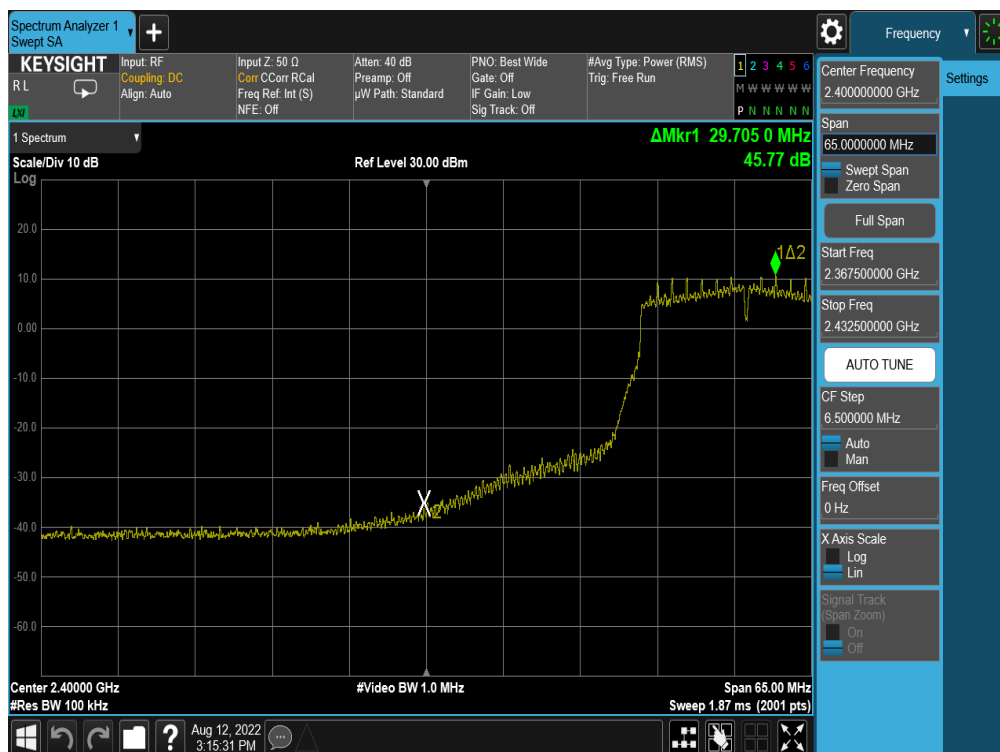 Spectrum Analyzer 1
Swept SA
Frequency
KEYSIGHT
R L
LXI
Input: RF
Coupling: DC
Align: Auto
Input Z: 50 Ω
Corr CCorr RCal
Freq Ref: Int (S)
NFE: Off
Atten: 40 dB
Preamp: Off
µW Path: Standard
PNO: Best Wide
Gate: Off
IF Gain: Low
Sig Track: Off
#Avg Type: Power (RMS)
Trig: Free Run
1 2 3 4 5 6
M W W W W W
P N N N N N
1 Spectrum
Scale/Div 10 dB
Log
Ref Level 30.00 dBm
ΔMkr1 29.705 0 MHz
45.77 dB
20.0
10.0
0.00
-10.0
-20.0
-30.0
-40.0
-50.0
-60.0
1Δ2
X2
Center 2.40000 GHz
#Res BW 100 kHz
#Video BW 1.0 MHz
Span 65.00 MHz
Sweep 1.87 ms (2001 pts)
Center Frequency
2.400000000 GHz
Settings
Span
65.0000000 MHz
Swept Span
Zero Span
Full Span
Start Freq
2.367500000 GHz
Stop Freq
2.432500000 GHz
AUTO TUNE
CF Step
6.500000 MHz
Auto
Man
Freq Offset
0 Hz
X Axis Scale
Log
Lin
Signal Track
(Span Zoom)
On
Off
Aug 12, 2022
3:15:31 PM